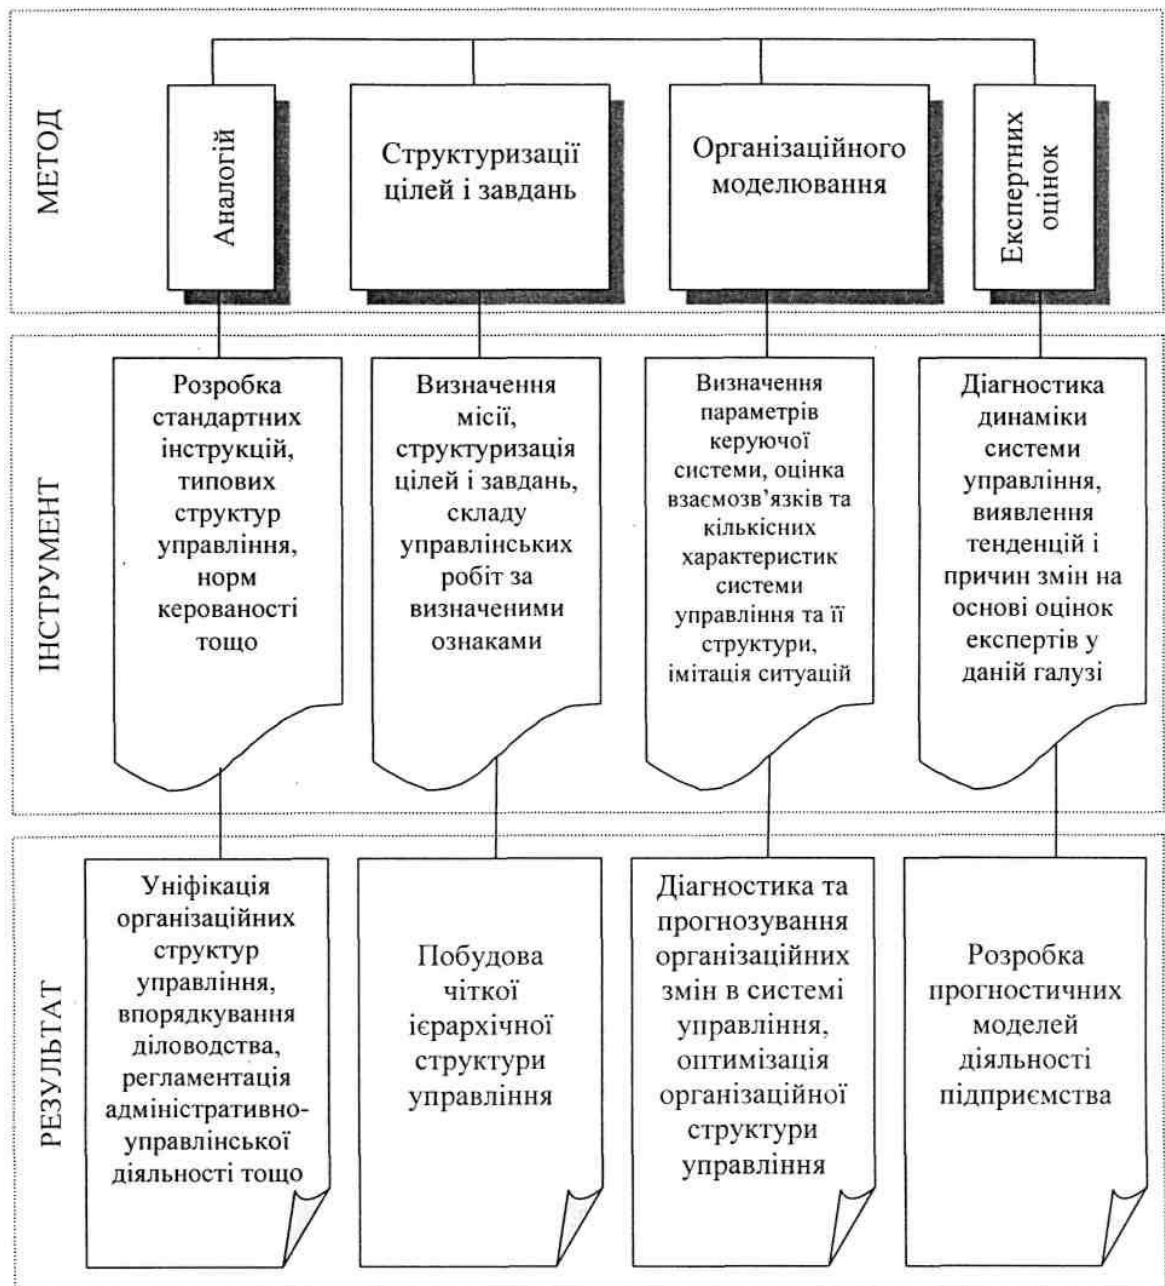 МЕТОД
Аналогій
Структуризації
цілей і завдань
Організаційного
моделювання
Експертних
оцінок
ІНСТРУМЕНТ
Розробка
стандартних
інструкцій,
типових
структур
управління,
норм
керованості
тощо
Визначення
місії,
структуризація
цілей і завдань,
складу
управлінських
робіт за
визначеними
ознаками
Визначення
параметрів
керуючої
системи, оцінка
взаємозв’язків та
кількісних
характеристик
системи
управління та її
структури,
імітація ситуацій
Діагностика
динаміки
системи
управління,
виявлення
тенденцій і
причин змін на
основі оцінок
експертів у
даній галузі
РЕЗУЛЬТАТ
Уніфікація
організаційних
структур
управління,
впорядкування
діловодства,
регламентація
адміністративно-
управлінської
діяльності тощо
Побудова
чіткої
ієрархічної
структури
управління
Діагностика та
прогнозування
організаційних
змін в системі
управління,
оптимізація
організаційної
структури
управління
Розробка
прогностичних
моделей
діяльності
підприємства